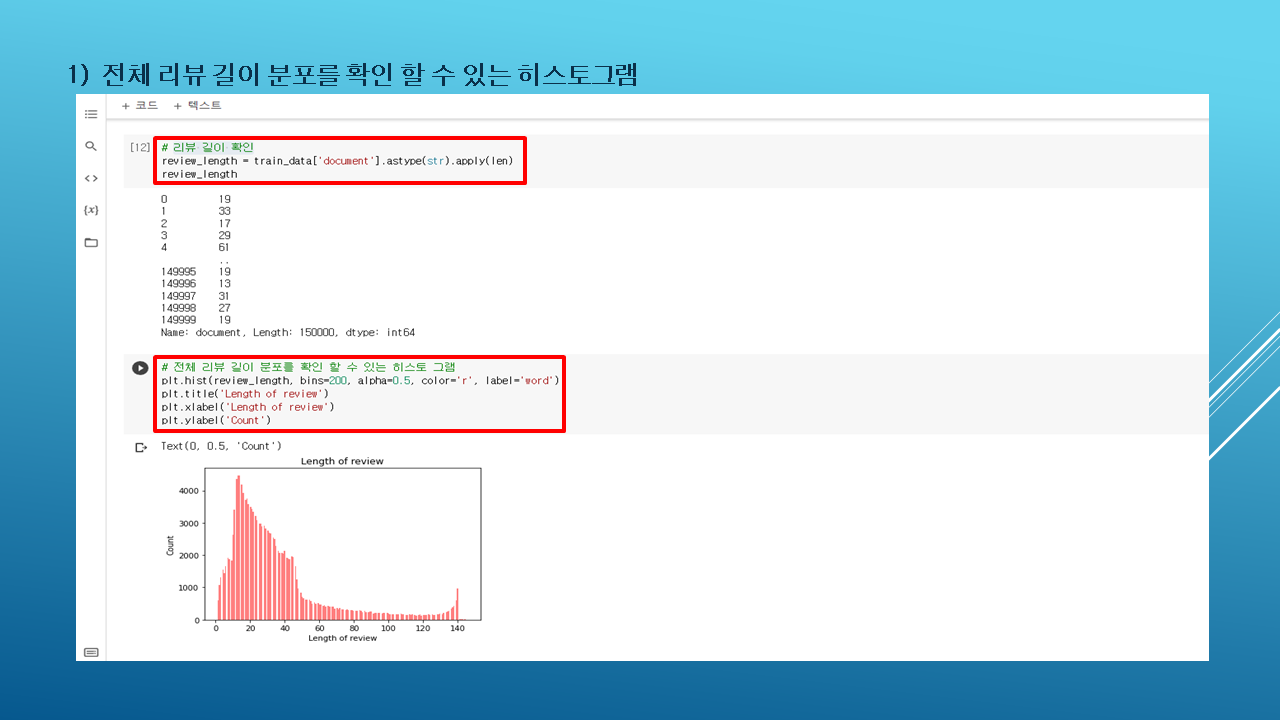 1) 전체 리뷰 길이 분포를 확인 할 수 있는 히스토그램
+ 코드 + 텍스트
[12] # 리뷰 길이 확인
review_length = train_data['document'].astype(str).apply(len)
review_length
0 19
1 33
2 17
3 29
4 61
..
149995 19
149996 13
149997 31
149998 27
149999 19
Name: document, Length: 150000, dtype: int64
{x}
# 전체 리뷰 길이 분포를 확인 할 수 있는 히스토 그램
plt.hist(review_length, bins=200, alpha=0.5, color='r', label='word')
plt.title('Length of review')
plt.xlabel('Length of review')
plt.ylabel('Count')
Text(0, 0.5, 'Count')
Length of review
4000
3000
2000
1000
0
Count
0 20 40 60 80 100 120 140
Length of review